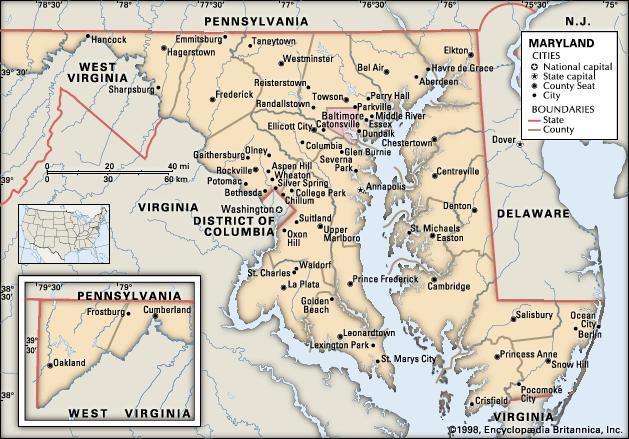 79.30
79°
78.30
78°
77.30
77°
76.30
76°
75.30
75°
PENNSYLVANIA
N.J.
Hancock
Emmitsburg
Taneytown
Hagerstown
Westminster
Elkton
Bel Air
Havre de Grace
Aberdeen
39.30
WEST
VIRGINIA
Sharpsburg
Frederick
Reisterstown
Towson
Perry Hall
Randallstown
Parkville
Baltimore
Middle River
Catonsville
Essex
Ellicott City
Dundalk
Columbia
Chestertown
Dover
Gaithersburg
Olney
Glen Burnie
Severna
Park
Rockville
Aspen Hill
Wheaton
Potomac
Silver Spring
Bethesda
College Park
Chillum
Annapolis
Centreville
0
20
40 mi
0
30
60 km
39°
VIRGINIA
Washington
DISTRICT OF
COLUMBIA
Suitland
Oxon
Hill
Upper
Marlboro
Denton
DELAWARE
St. Michaels
Easton
St. Charles
Waldorf
La Plata
Prince Frederick
Cambridge
38
30
Golden
Beach
Salisbury
Ocean
City
Berlin
Leonardtown
Lexington Park
St. Marys City
Princess Anne
Snow Hill
Pocomoke
City
Crisfield
38°
VIRGINIA
MARYLAND
CITIES
National capital
State capital
County Seat
City
BOUNDARIES
State
County
79.30
79°
PENNSYLVANIA
Frostburg
Cumberland
39
30
Oakland
WEST VIRGINIA
©1998, Encyclopædia Britannica, Inc.